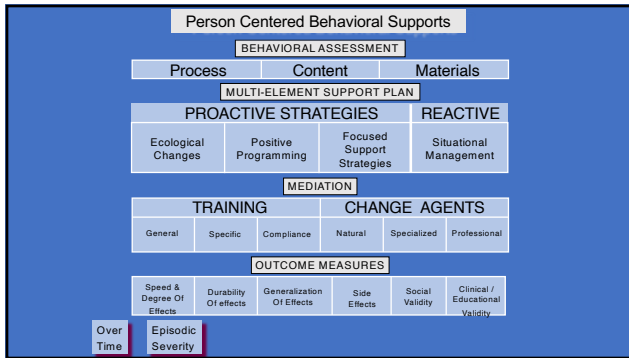 Person Centered Behavioral Supports
BEHAVIORAL ASSESSMENT
Process Content Materials
MULTI-ELEMENT SUPPORT PLAN
PROACTIVE STRATEGIES REACTIVE
Ecological
Changes
Positive
Programming
Focused
Support
Strategies
Situational
Management
MEDIATION
TRAINING CHANGE AGENTS
General Specific Compliance Natural Specialized Professional
OUTCOME MEASURES
Speed &
Degree Of
Effects
Durability
Of effects
Generalization
Of Effects
Side
Effects
Social
Validity
Clinical /
Educational
Validity
Over
Time
Episodic
Severity